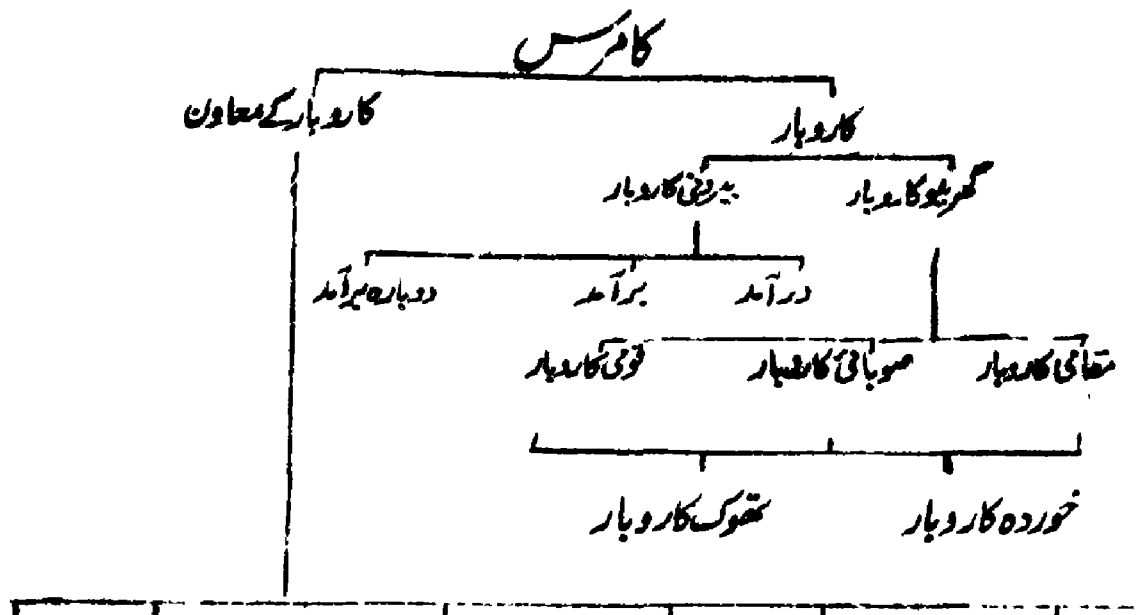 کامرس
کاروبار کے معاون
کاروبار
گھریلو کاروبار
بیرونی کاروبار
درآمد
برآمد
دوبارہ برآمد
مقامی کاروبار
صوبائی کاروبار
قومی کاروبار
خوردہ کاروبار
تھوک کاروبار